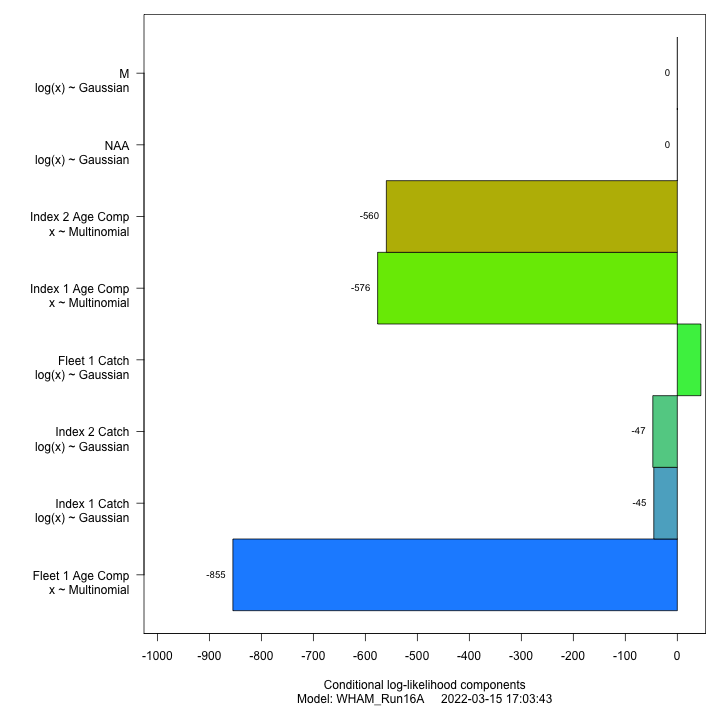 M
log(x) ~ Gaussian
0
NAA
log(x) ~ Gaussian
0
Index 2 Age Comp
x ~ Multinomial
-560
Index 1 Age Comp
x ~ Multinomial
-576
Fleet 1 Catch
log(x) ~ Gaussian
Index 2 Catch
log(x) ~ Gaussian
-47
Index 1 Catch
log(x) ~ Gaussian
-45
Fleet 1 Age Comp
x ~ Multinomial
-855
-1000 -900 -800 -700 -600 -500 -400 -300 -200 -100 0
Conditional log-likelihood components
Model: WHAM_Run16A 2022-03-15 17:03:43